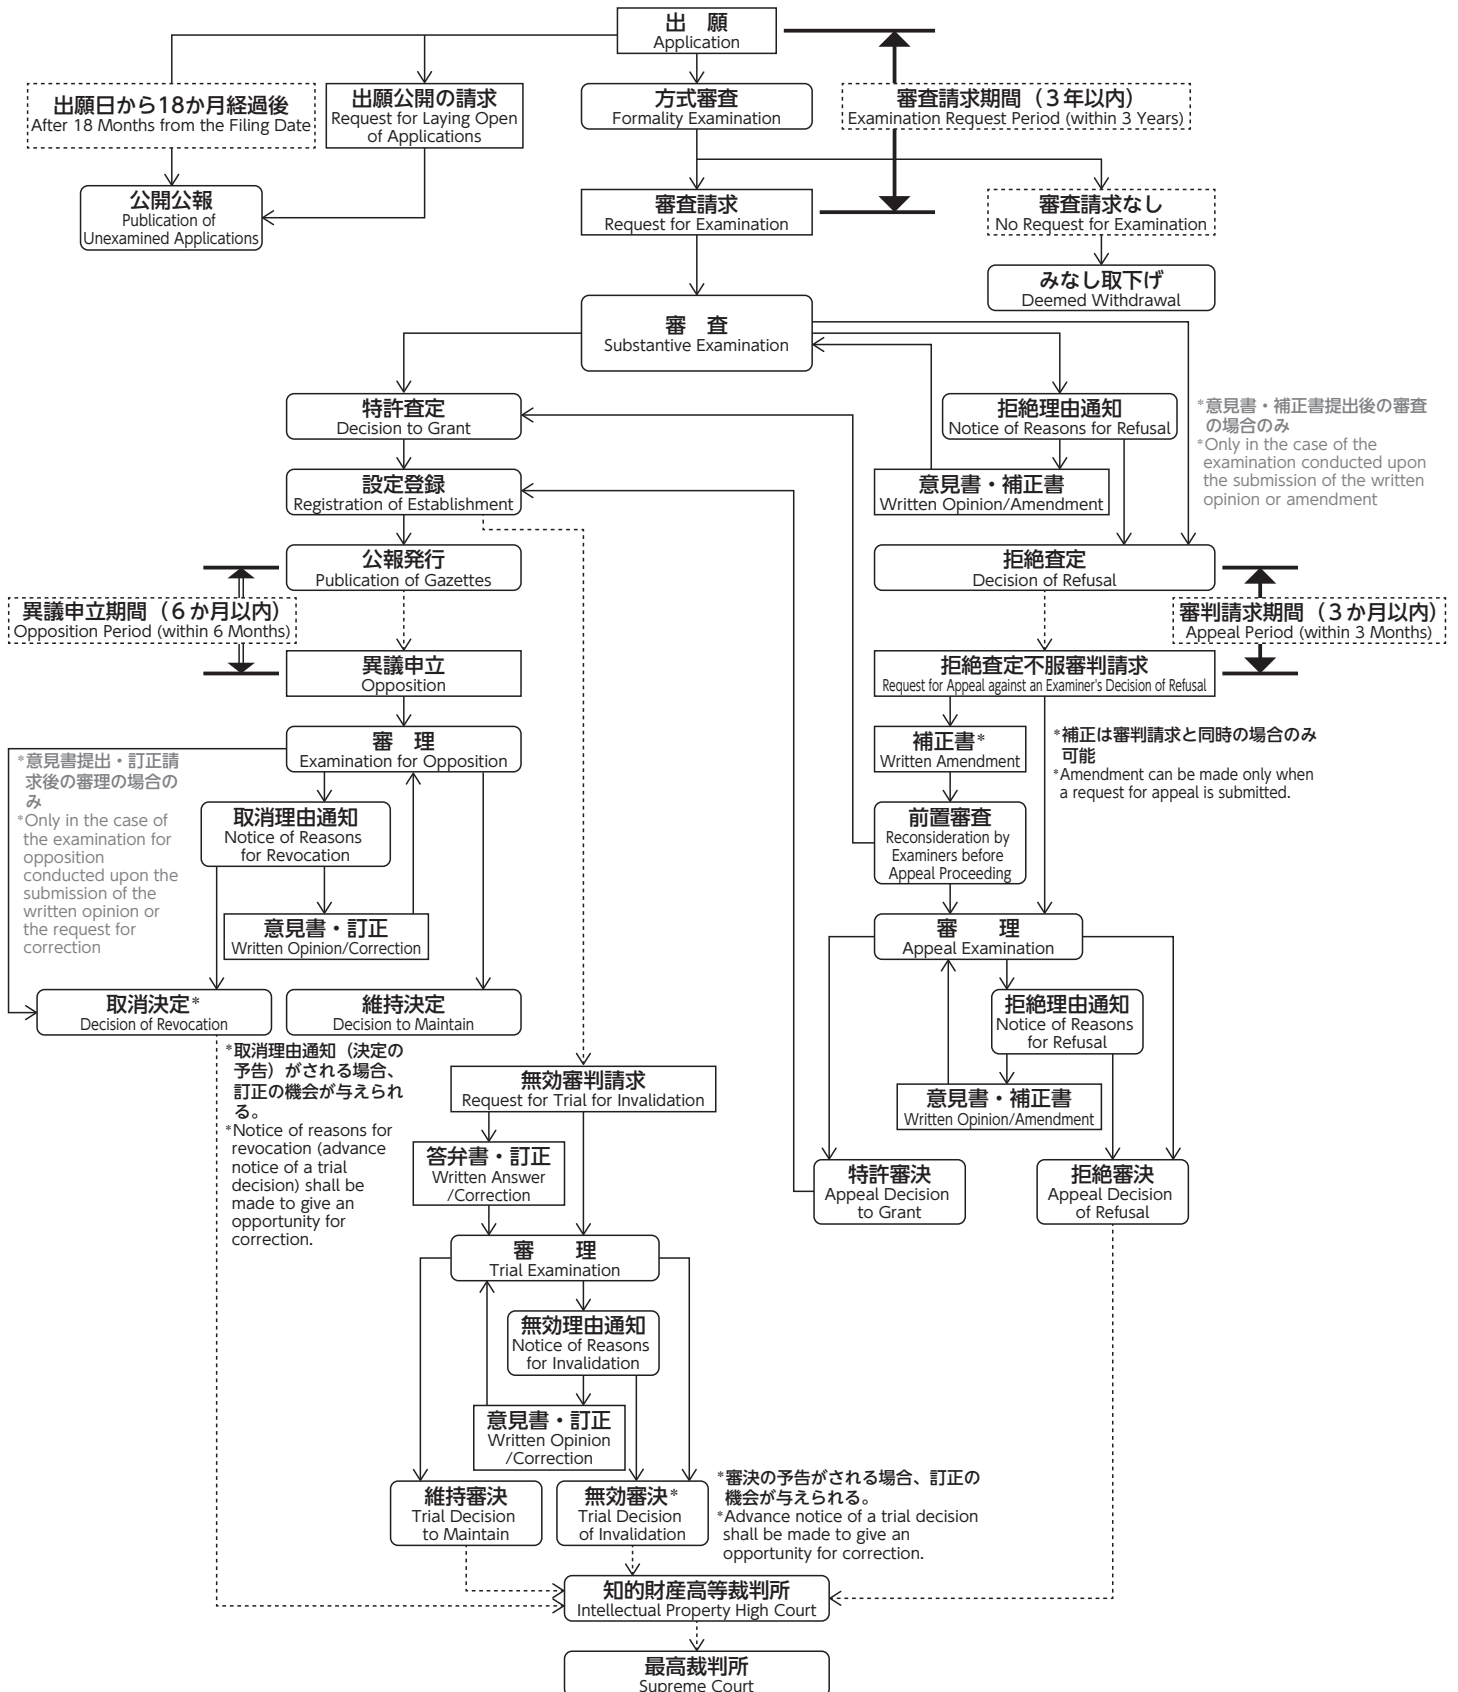 出　願
Application
出願日から18か月経過後
After 18 Months from the Filing Date
出願公開の請求
Request for Laying Open
of Applications
方式審査
Formality Examination
審査請求期間（３年以内）
Examination Request Period (within 3 Years)
公開公報
Publication of
Unexamined Applications
審査請求
Request for Examination
審査請求なし
No Request for Examination
みなし取下げ
Deemed Withdrawal
審　査
Substantive Examination
特許査定
Decision to Grant
拒絶理由通知
Notice of Reasons for Refusal
*意見書・補正書提出後の審査
の場合のみ
*Only in the case of the
examination conducted upon
the submission of the written
opinion or amendment
設定登録
Registration of Establishment
意見書・補正書
Written Opinion/Amendment
公報発行
Publication of Gazettes
拒絶査定
Decision of Refusal
異議申立期間（６か月以内）
Opposition Period (within 6 Months)
審判請求期間（３か月以内）
Appeal Period (within 3 Months)
異議申立
Opposition
拒絶査定不服審判請求
Request for Appeal against an Examiner's Decision of Refusal
審　理
Examination for Opposition
補正書*
Written Amendment
*補正は審判請求と同時の場合のみ
可能
*Amendment can be made only when
a request for appeal is submitted.
*意見書提出・訂正請
求後の審理の場合の
み
*Only in the case of
the examination for
opposition
conducted upon the
submission of the
written opinion or
the request for
correction
取消理由通知
Notice of Reasons
for Revocation
前置審査
Reconsideration by
Examiners before
Appeal Proceeding
意見書・訂正
Written Opinion/Correction
審　理
Appeal Examination
取消決定*
Decision of Revocation
維持決定
Decision to Maintain
拒絶理由通知
Notice of Reasons
for Refusal
*取消理由通知（決定の
予告）がされる場合、
訂正の機会が与えられ
る。
*Notice of reasons for
revocation (advance
notice of a trial
decision) shall be
made to give an
opportunity for
correction.
無効審判請求
Request for Trial for Invalidation
意見書・補正書
Written Opinion/Amendment
答弁書・訂正
Written Answer
/Correction
特許審決
Appeal Decision
to Grant
拒絶審決
Appeal Decision
of Refusal
審　理
Trial Examination
無効理由通知
Notice of Reasons
for Invalidation
意見書・訂正
Written Opinion
/Correction
維持審決
Trial Decision
to Maintain
無効審決*
Trial Decision
of Invalidation
*審決の予告がされる場合、訂正の
機会が与えられる。
*Advance notice of a trial decision
shall be made to give an
opportunity for correction.
知的財産高等裁判所
Intellectual Property High Court
最高裁判所
Supreme Court